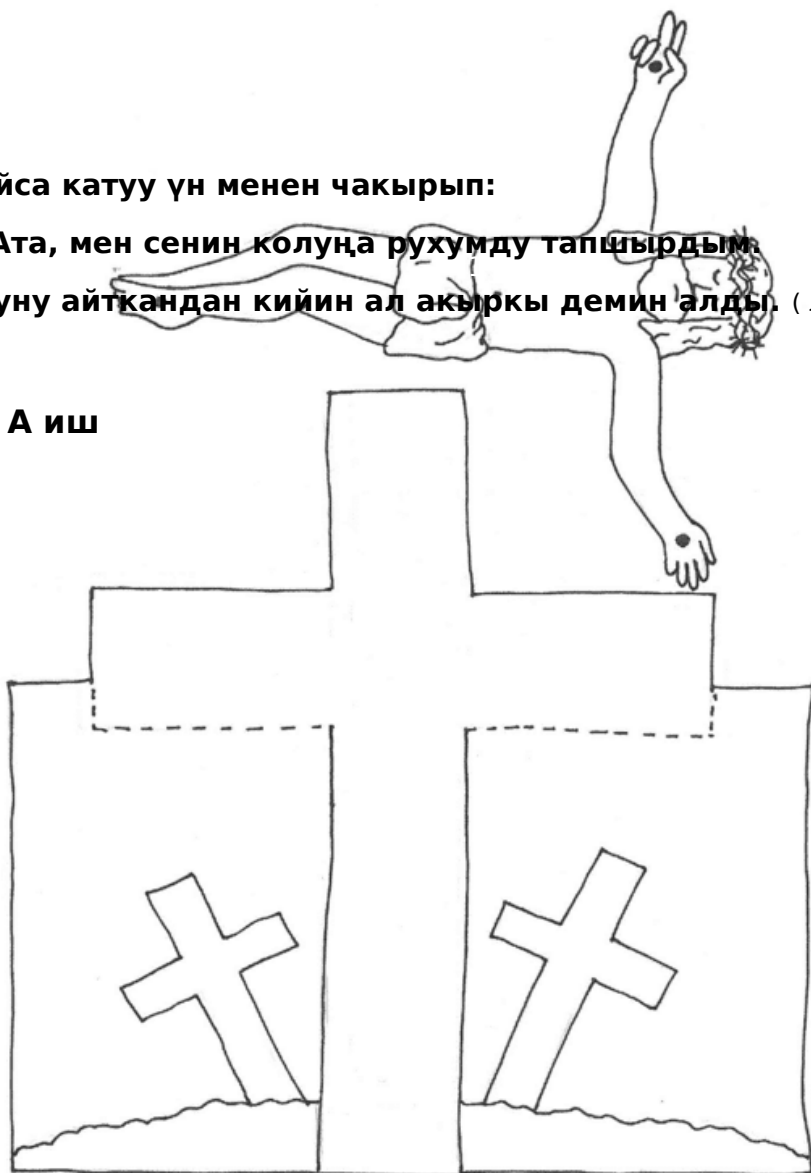 йса катуу үн менен чакырып:
Ата, мен сенин колуңа рухумду тапшырдым.
уну айткандан кийин ал акыркы демин алды. (
А иш